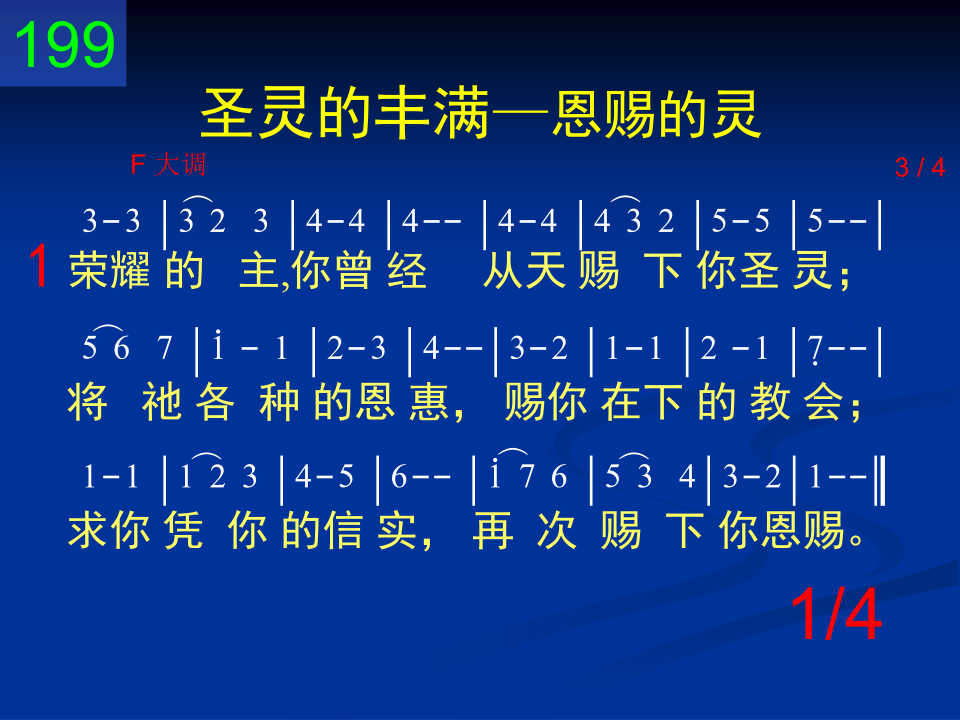 199
圣灵的丰满—恩赐的灵
F 大调 3 / 4
3-3 |3 2 3 |4-4 |4-- |4-4 |4 3 2 |5-5 |5--|
1 荣耀 的 主,你曾 经 从天 赐 下 你圣 灵；
5 6 7 |i - 1 |2-3 |4--|3-2 |1-1 |2 -1 |7̣--|
将 祂 各 种 的恩 惠， 赐你 在下 的 教 会；
1-1 |1 2 3 |4-5 |6-- |i 7 6 |5 3 4|3-2|1--‖
求你 凭 你 的信 实， 再 次 赐 下 你恩赐。
1/4